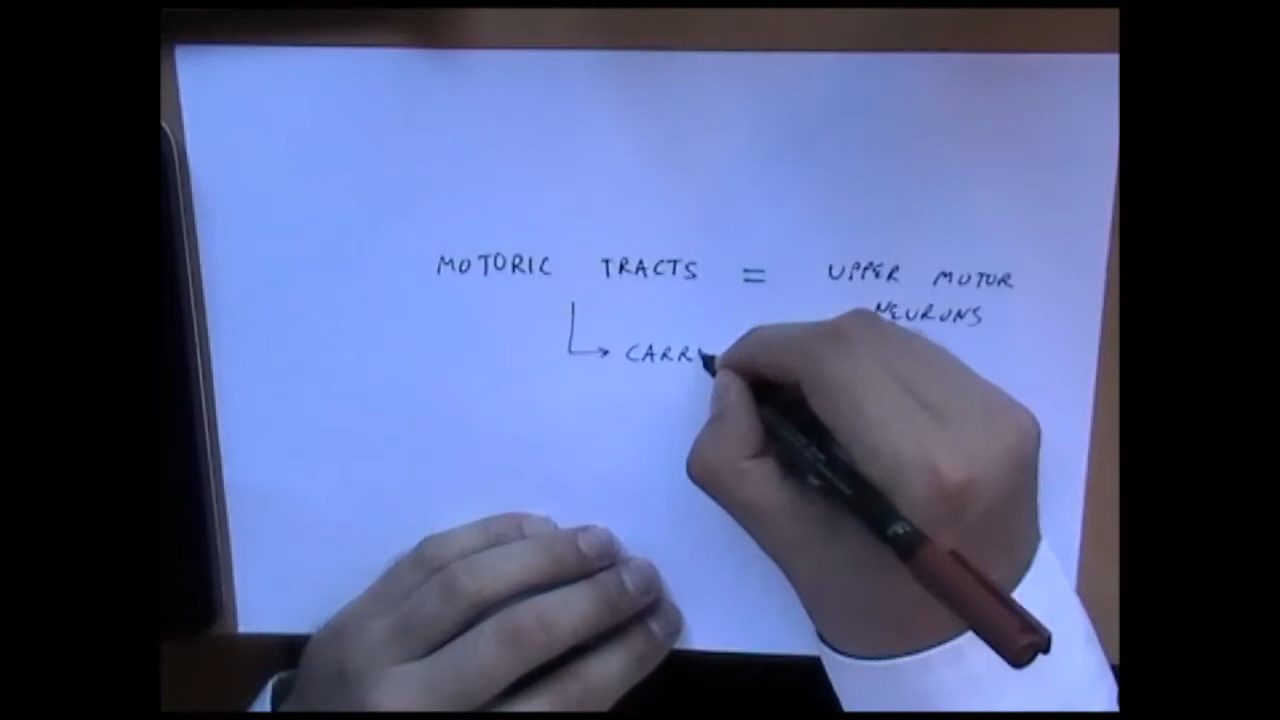 MOTORIC TRACTS = UPPER MOTOR
NEURONS
↳ CARR